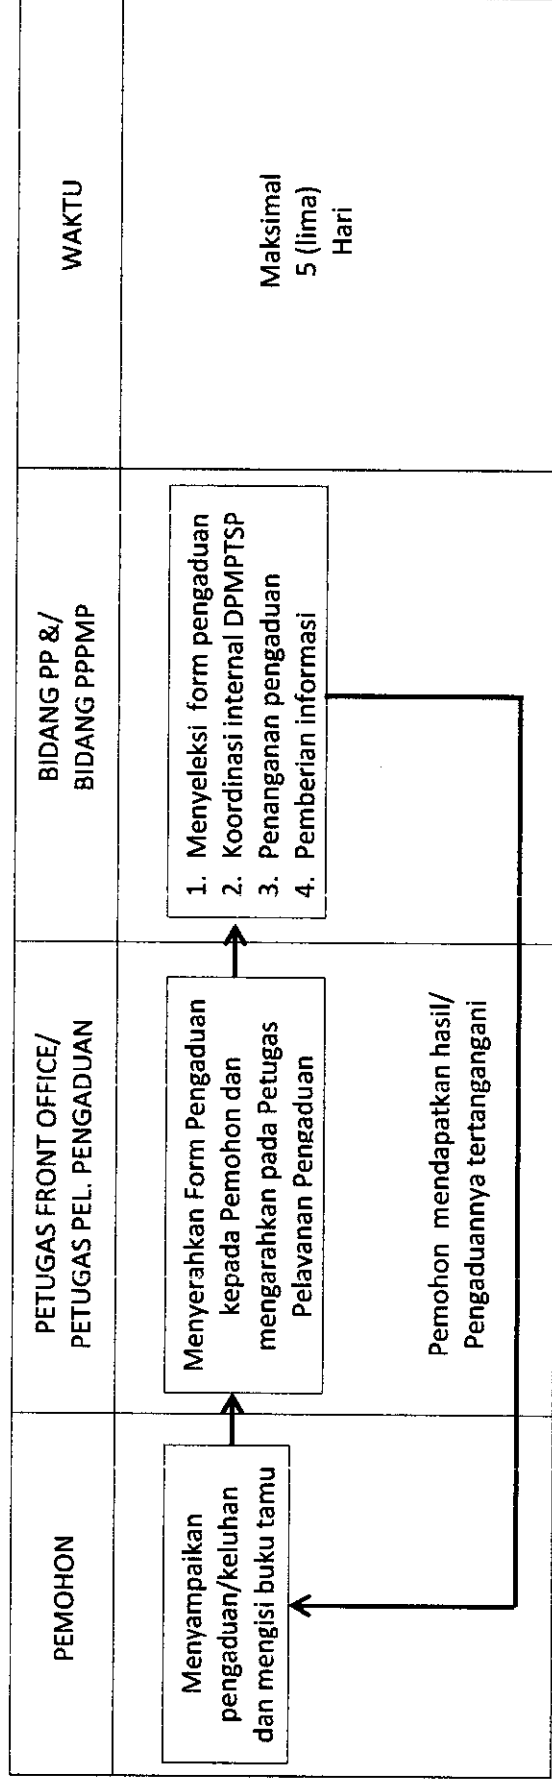 PEMOHON
PETUGAS FRONT OFFICE/
PETUGAS PEL. PENGADUAN
BIDANG PP &/
BIDANG PPPMP
WAKTU
Menyampaikan
pengaduan/keluhan
dan mengisi buku tamu
Menyerahkan Form Pengaduan
kepada Pemohon dan
mengarahkan pada Petugas
Pelavanan Pengaduan
1. Menyeleksi form pengaduan
2. Koordinasi internal DPMPTSP
3. Penanganan pengaduan
4. Pemberian informasi
Maksimal
5 (lima)
Hari
Pemohon mendapatkan hasil/
Pengaduannya tertangangani